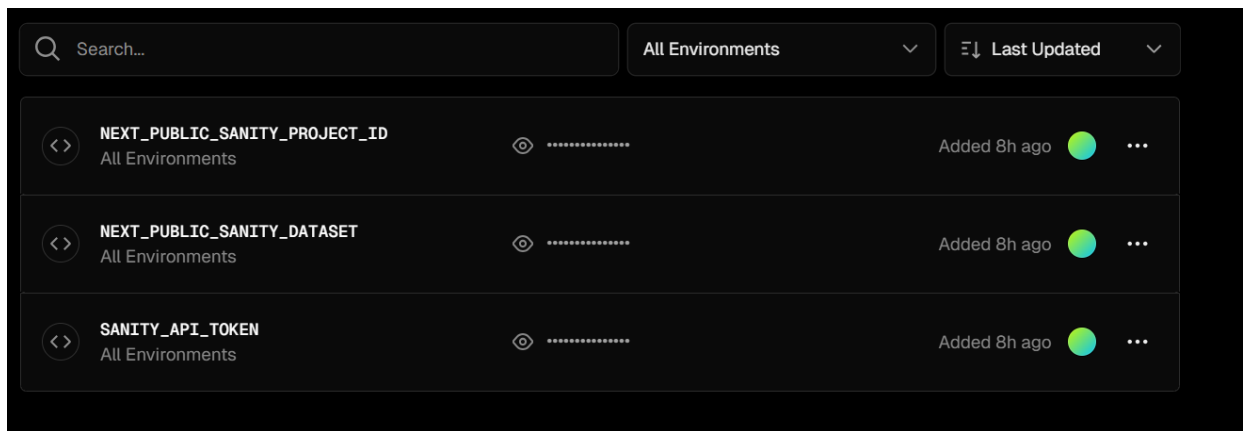 Search...
All Environments
Last Updated
NEXT_PUBLIC_SANITY_PROJECT_ID
All Environments
•••••••••••••••
Added 8h ago
NEXT_PUBLIC_SANITY_DATASET
All Environments
•••••••••••••••
Added 8h ago
SANITY_API_TOKEN
All Environments
•••••••••••••••
Added 8h ago